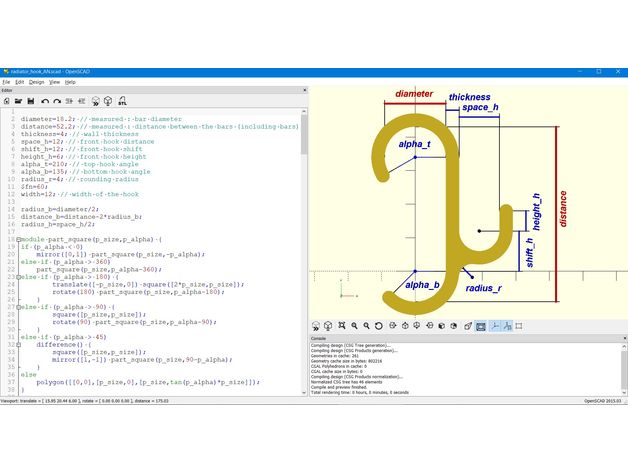 radiator_hook_AN.scad - OpenSCAD
File Edit Design View Help
Editor
1
2 diameter=18.2; // measured : bar diameter
3 distance=52.2; // measured : distance between the bars (including bars)
4 thickness=4; // wall thickness
5 space_h=12; // front hook distance
6 shift_h=12; // front hook shift
7 height_h=6; // front hook height
8 alpha_t=210; // top hook angle
9 alpha_b=135; // bottom hook angle
10 radius_r=4; // rounding radius
11 $fn=60;
12 width=12; // width of the hook
13
14 radius_b=diameter/2;
15 distance_b=distance-2*radius_b;
16 radius_h=space_h/2;
17
18 module part_square(p_size,p_alpha) {
19 if (p_alpha < 0)
20 mirror([0,1]) part_square(p_size,-p_alpha);
21 else if (p_alpha > 360)
22 part_square(p_size,p_alpha-360);
23 else if (p_alpha > 180) {
24 translate([-p_size,0]) square([2*p_size,p_size]);
25 rotate(180) part_square(p_size,p_alpha-180);
26 }
27 else if (p_alpha > 90) {
28 square([p_size,p_size]);
29 rotate(90) part_square(p_size,p_alpha-90);
30 }
31 else if (p_alpha > 45)
32 difference() {
33 square([p_size,p_size]);
34 mirror([1,-1]) part_square(p_size,90-p_alpha);
35 }
36 else
37 polygon([[0,0],[p_size,0],[p_size,tan(p_alpha)*p_size]]);
38 }
diameter
thickness
space_h
alpha_t
height_h
distance
shift_h
alpha_b
radius_r
Console
Compiling design (CSG Tree generation)...
Compiling design (CSG Products generation)...
Geometries in cache: 261
Geometry cache size in bytes: 802216
CGAL Polyhedrons in cache: 0
CGAL cache size in bytes: 0
Compiling design (CSG Products normalization)...
Normalized CSG tree has 46 elements
Compile and preview finished.
Total rendering time: 0 hours, 0 minutes, 0 seconds
Viewport: translate = [ 15.95 20.44 6.00 ], rotate = [ 0.00 0.00 0.00 ], distance = 175.03
OpenSCAD 2015.03